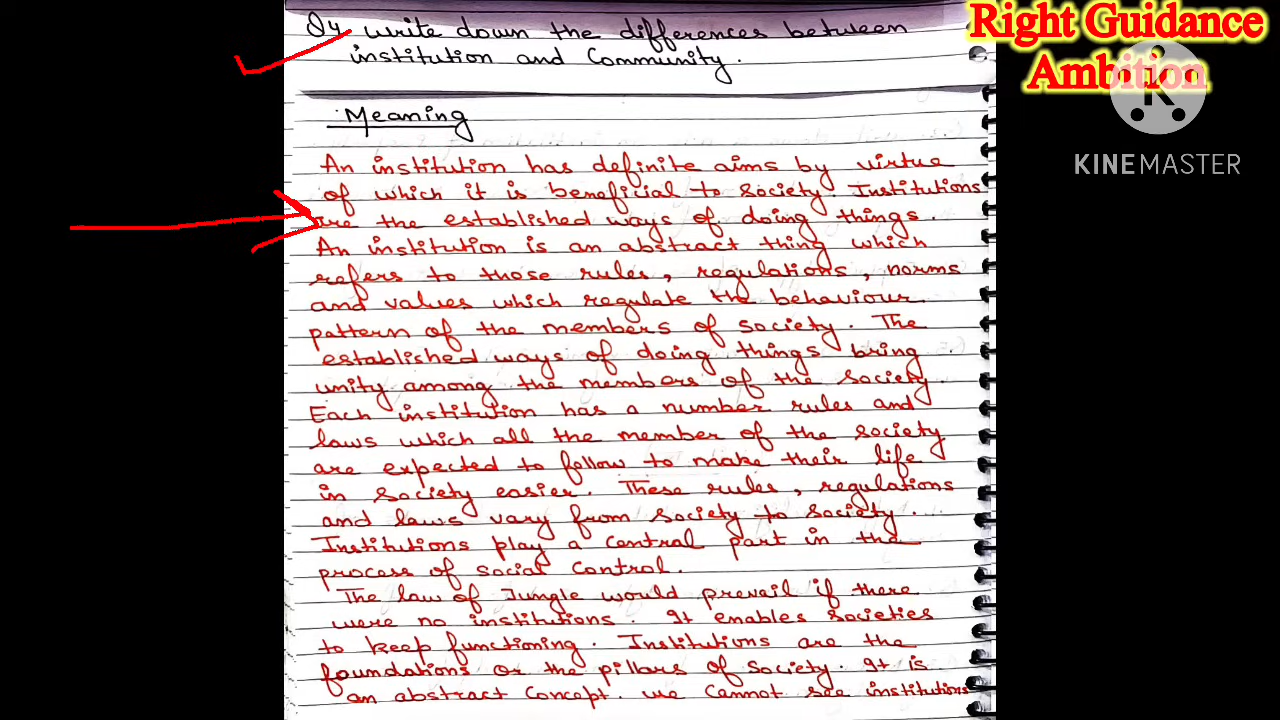 Q4 write down the differences between
institution and Community.
Right Guidance
Ambition
KINEMASTER
Meaning
An institution has definite aims by virtue
of which it is beneficial to society. Institutions
are the established ways of doing things.
An institution is an abstract thing which
refers to those rules, regulations, norms
and values which regulate the behaviour
pattern of the members of society. The
established ways of doing things bring
unity among the members of the society.
Each institution has a number rules and
laws which all the member of the society
are expected to follow to make their life
in society easier. These rules, regulations
and laws vary from society to society.
Institutions play a central part in the
process of social control.
The law of Jungle would prevail if there
were no institutions. It enables societies
to keep functioning. Institutions are the
foundations or the pillars of society. It is
an abstract concept. we cannot see institutions